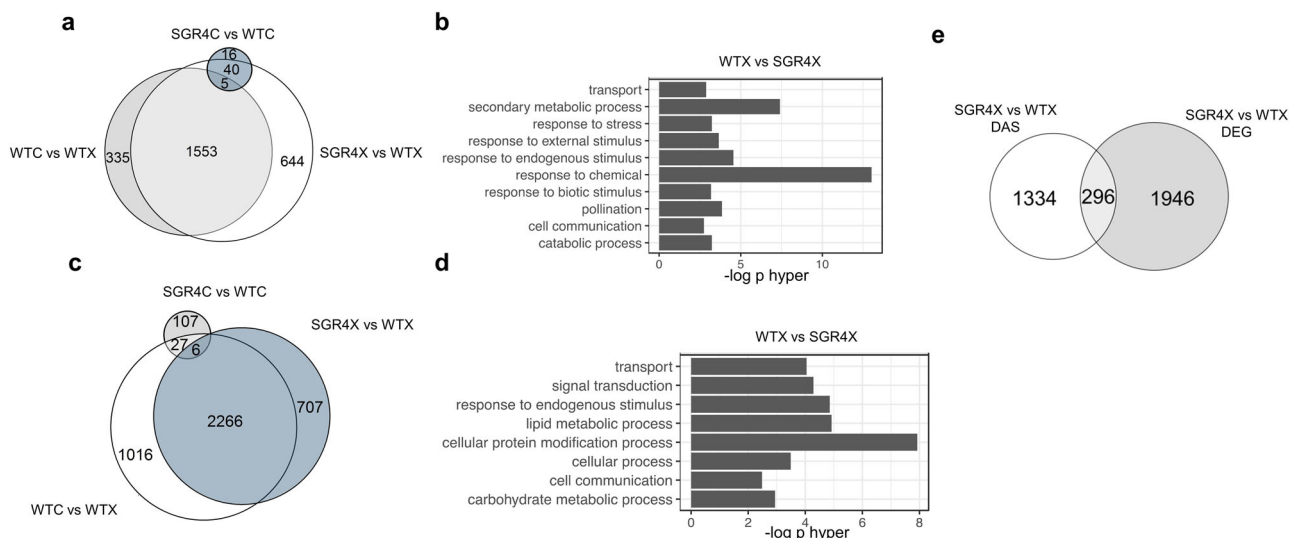 a
SGR4C vs WTC
16
40
5
WTC vs WTX
335
1553
644
SGR4X vs WTX
b
WTX vs SGR4X
transport
secondary metabolic process
response to stress
response to external stimulus
response to endogenous stimulus
response to chemical
response to biotic stimulus
pollination
cell communication
catabolic process
0 5 10
-log p hyper
c
SGR4C vs WTC
107
27 6
SGR4X vs WTX
2266
707
1016
WTC vs WTX
d
WTX vs SGR4X
transport
signal transduction
response to endogenous stimulus
lipid metabolic process
cellular protein modification process
cellular process
cell communication
carbohydrate metabolic process
0 2 4 6 8
-log p hyper
e
SGR4X vs WTX
DAS
SGR4X vs WTX
DEG
1334 296 1946